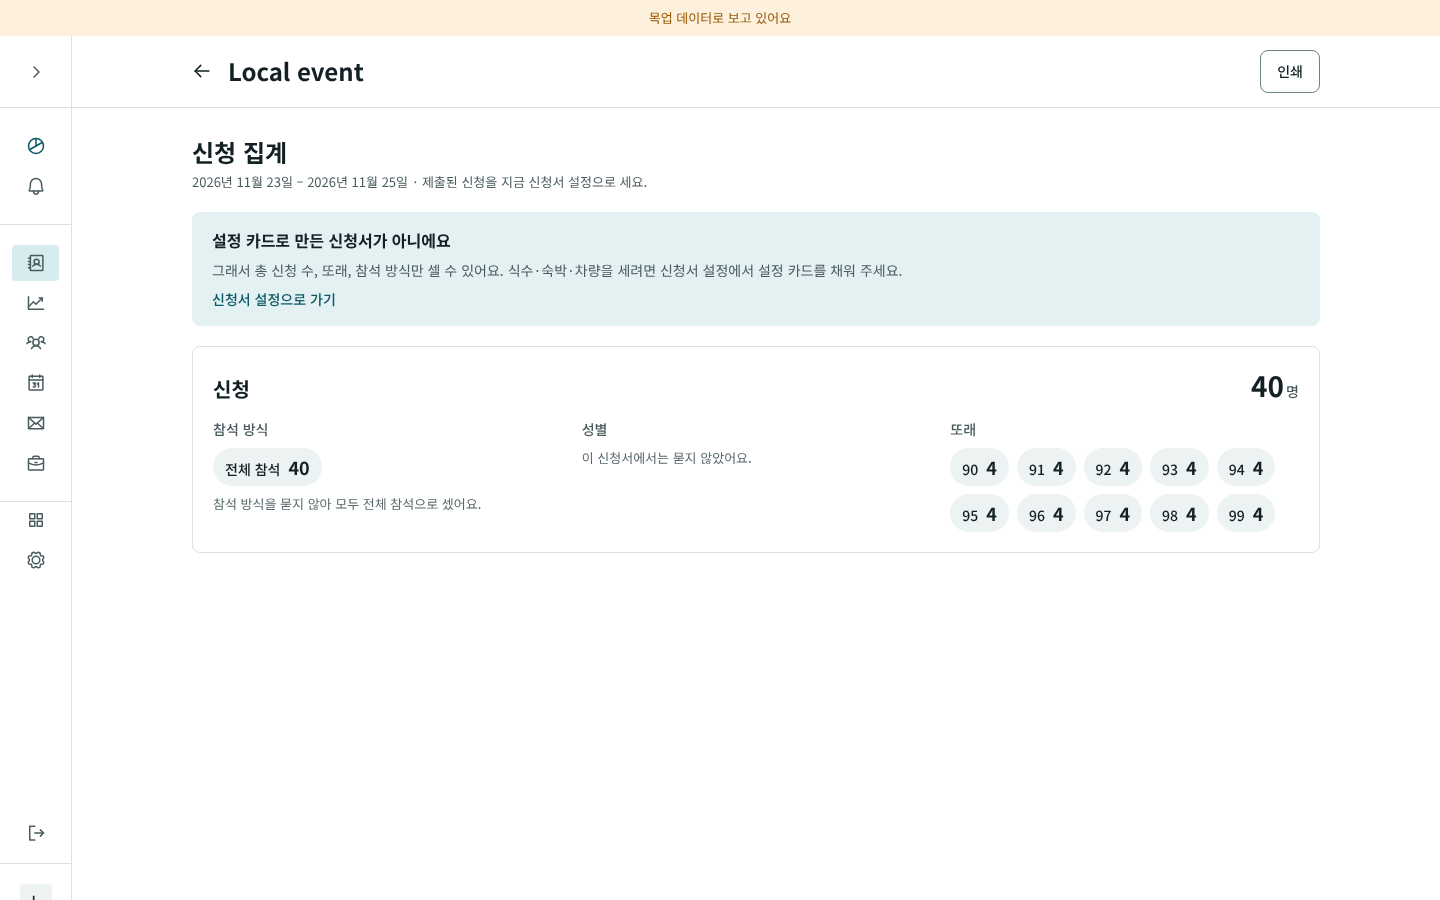 목업 데이터로 보고 있어요
Local event
인쇄
신청 집계
2026년 11월 23일 – 2026년 11월 25일 · 제출된 신청을 지금 신청서 설정으로 세요.
설정 카드로 만든 신청서가 아니에요
그래서 총 신청 수, 또래, 참석 방식만 셀 수 있어요. 식수·숙박·차량을 세려면 신청서 설정에서 설정 카드를 채워 주세요.
신청서 설정으로 가기
신청
40명
참석 방식
전체 참석 40
참석 방식을 묻지 않아 모두 전체 참석으로 셌어요.
성별
이 신청서에서는 묻지 않았어요.
또래
90 4 91 4 92 4 93 4 94 4
95 4 96 4 97 4 98 4 99 4
31